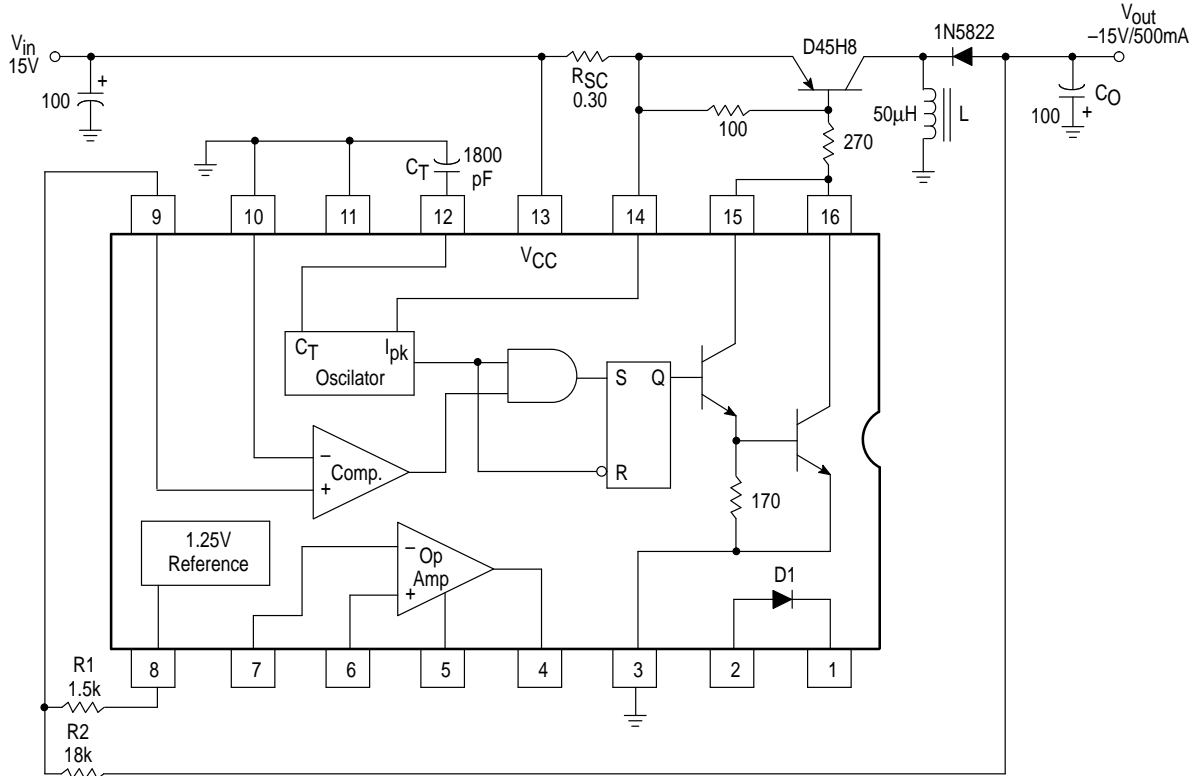 Vin
15V
100
+
RSC
0.30
D45H8
1N5822
Vout
–15V/500mA
100
270
50µH
L
100
CO
+
CT
1800
pF
9
10
11
12
13
14
15
16
VCC
CT
Ipk
Oscilator
S
Q
R
–
Comp.
+
170
1.25V
Reference
–
Op
Amp
+
D1
8
7
6
5
4
3
2
1
R1
1.5k
R2
18k